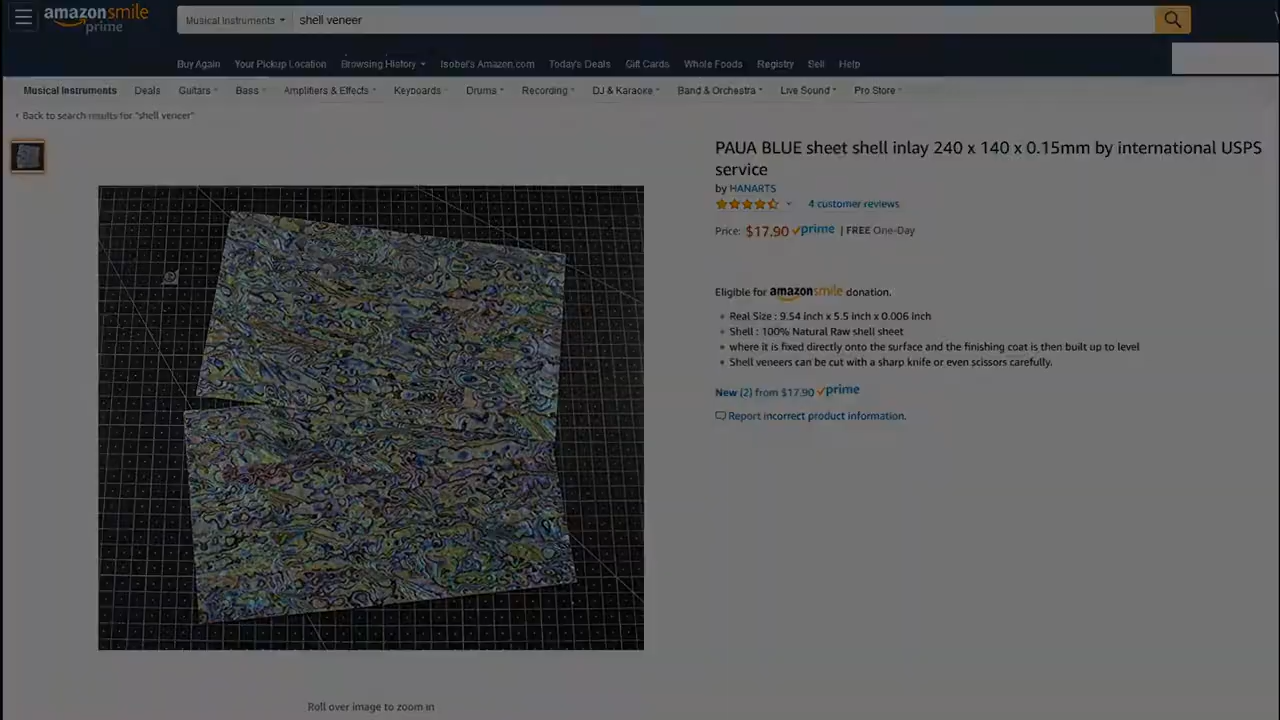 amazonsmile
prime
Musical Instruments
shell veneer
Buy Again Your Pickup Location Browsing History Isobel's Amazon.com Today's Deals Gift Cards Whole Foods Registry Sell Help
Musical Instruments Deals Guitars Bass Amplifiers & Effects Keyboards Drums Recording DJ & Karaoke Band & Orchestra Live Sound Pro Store
Back to search results for "shell veneer"
PAUA BLUE sheet shell inlay 240 x 140 x 0.15mm by international USPS
service
by HANARTS
4 customer reviews
Price: $17.90 prime | FREE One-Day
Eligible for amazonsmile donation.
Real Size : 9.54 inch x 5.5 inch x 0.006 inch
Shell : 100% Natural Raw shell sheet
where it is fixed directly onto the surface and the finishing coat is then built up to level
Shell veneers can be cut with a sharp knife or even scissors carefully.
New (2) from $17.90 prime
Report incorrect product information.
Roll over image to zoom in